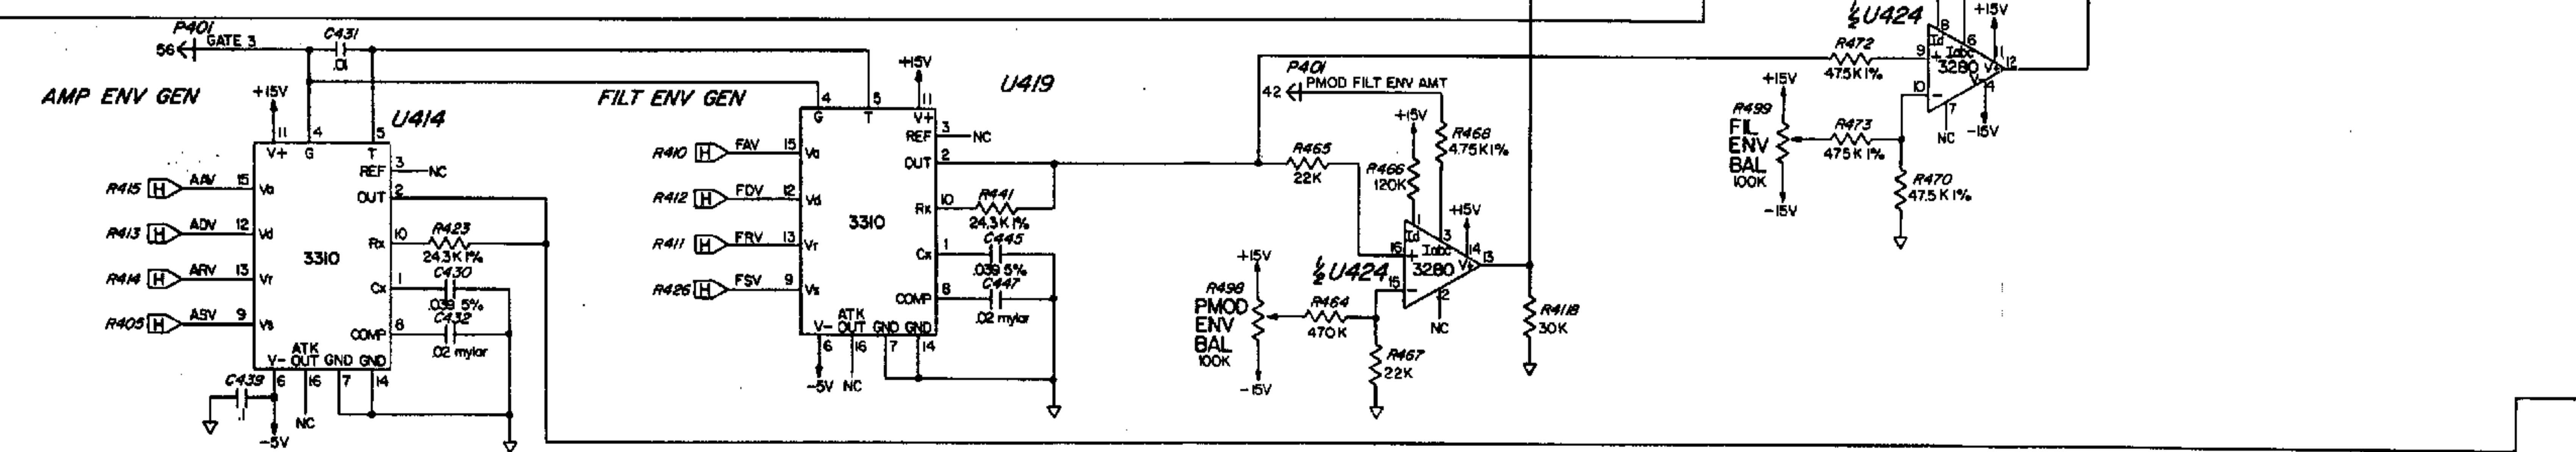 P401
56 GATE 3
C431
.01
AMP ENV GEN
+15V
U414
11 4 5
V+ G T
3
REF NC
R415 H AAV 15 Va
2
OUT
R413 H ADV 12 Vd
10
Rx
R423
24.3K 1%
3310
R414 H ARV 13 Vr
1
Cx
C430
.039 5%
R405 H ASV 9 Vs
8
COMP
C432
.02 mylar
ATK
V- OUT GND GND
6 16 7 14
C439
.1
NC
-5V
FILT ENV GEN
+15V
U419
4 5 11
G T V+
3
REF NC
R410 H FAV 15 Va
2
OUT
R412 H FDV 12 Vd
10
Rx
R441
24.3K 1%
3310
R411 H FRV 13 Vr
1
Cx
C445
.039 5%
R426 H FSV 9 Vs
8
COMP
C447
.02 mylar
ATK
V- OUT GND GND
6 16 7 14
-5V NC
P401
42 PMOD FILT ENV AMT
R465
22K
+15V
R466
120K
R468
4.75K 1%
+15V
1 3 14
Id Iabc V+
16 +
3280
13
15 -
2
NC
½ U424
+15V
R498
PMOD
ENV
BAL
100K
-15V
R464
470K
R467
22K
R4118
30K
½ U424
+15V
8 6 11
Id Iabc V+
R472
47.5K 1%
9 +
3280
12
10 -
V-
4
7
NC
-15V
+15V
R499
FIL
ENV
BAL
100K
-15V
R473
475K 1%
R470
47.5K 1%